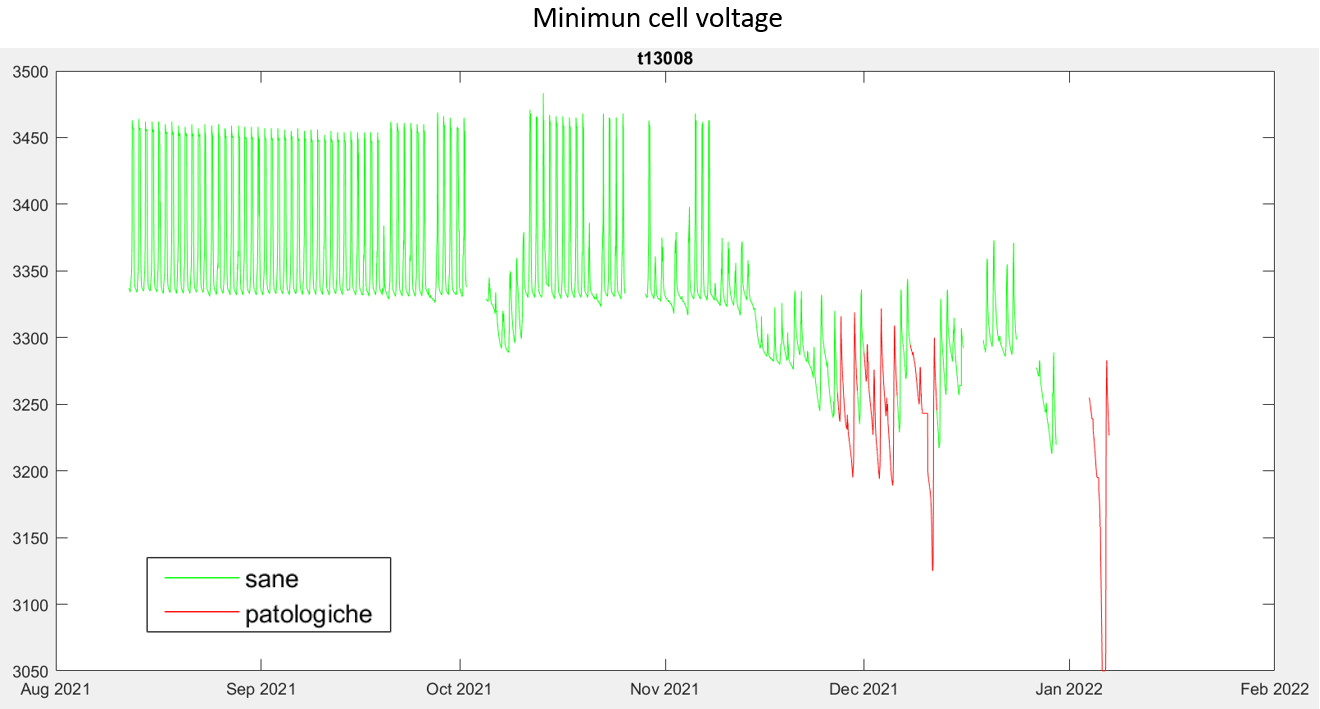 Minimun cell voltage
t13008
3500
3450
3400
3350
3300
3250
3200
3150
3100
3050
sane
patologiche
Aug 2021 Sep 2021 Oct 2021 Nov 2021 Dec 2021 Jan 2022 Feb 2022